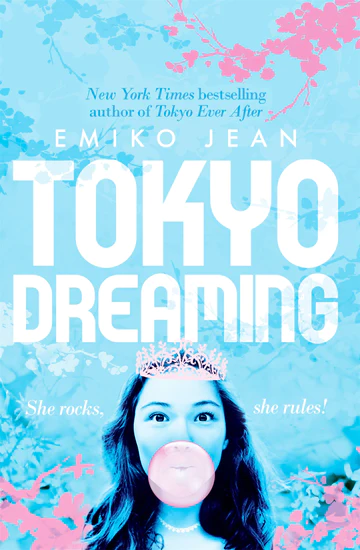 New York Times bestselling
author of Tokyo Ever After
EMIKO JEAN
TOKYO
DREAMING
She rocks, she rules!